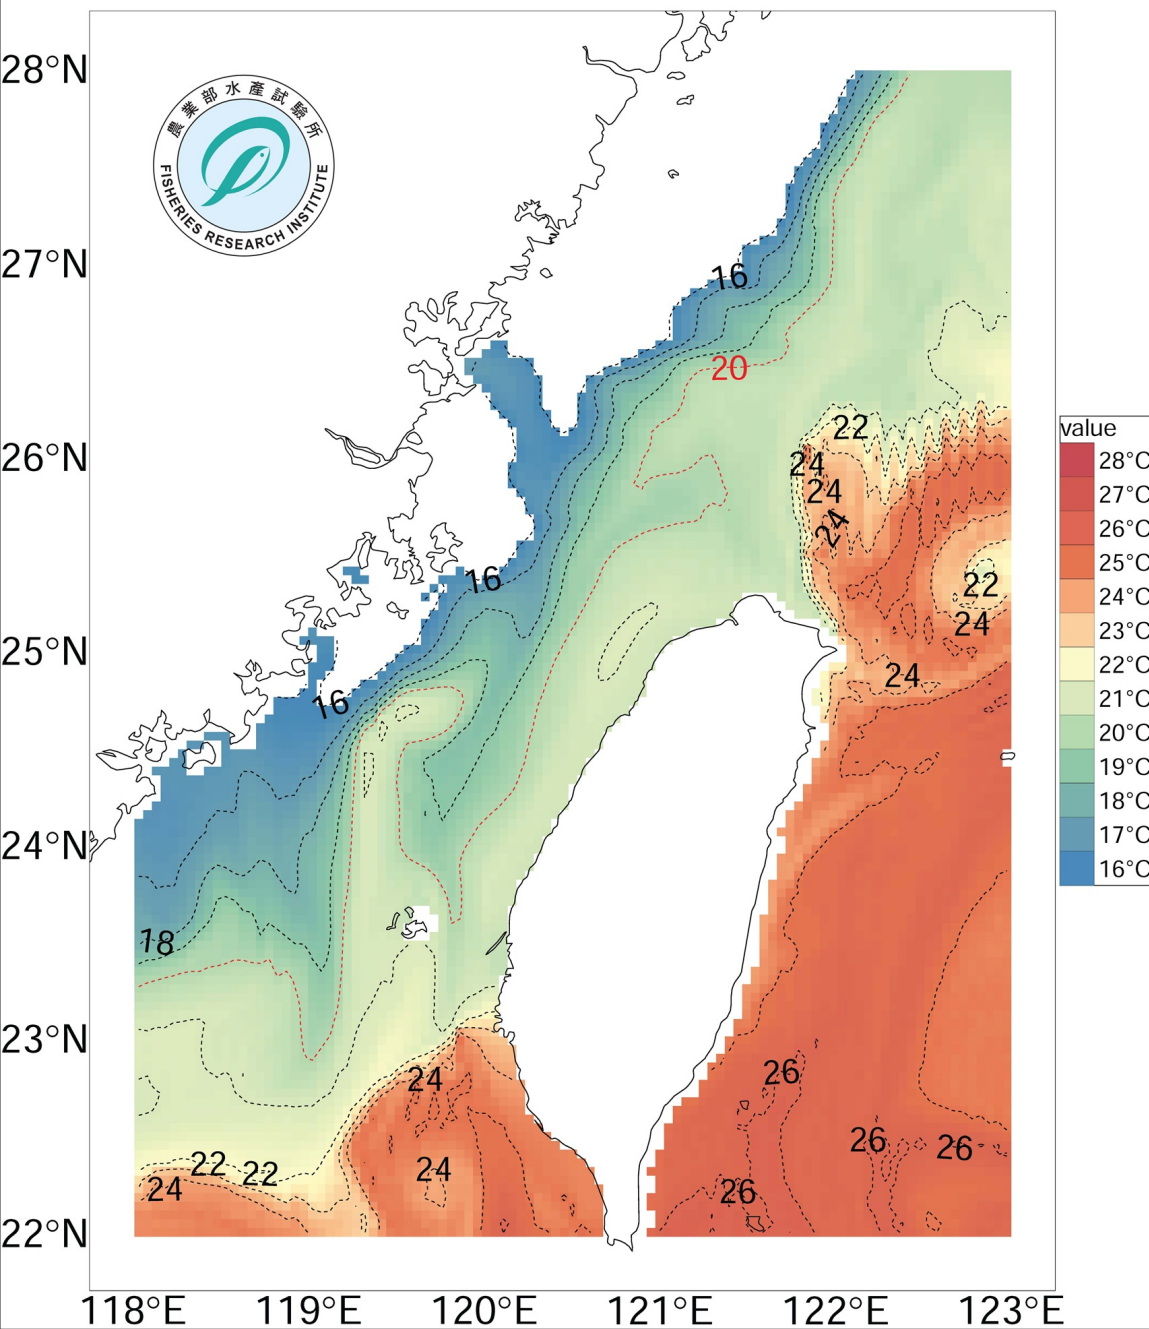 28°N
27°N
26°N
25°N
24°N
23°N
22°N
118°E 119°E 120°E 121°E 122°E 123°E
農業部水產試驗所
FISHERIES RESEARCH INSTITUTE
16
20
22
24
24
24
16
22
24
24
16
18
24
26
26
26
24
22
22
24
26
value
28°C
27°C
26°C
25°C
24°C
23°C
22°C
21°C
20°C
19°C
18°C
17°C
16°C